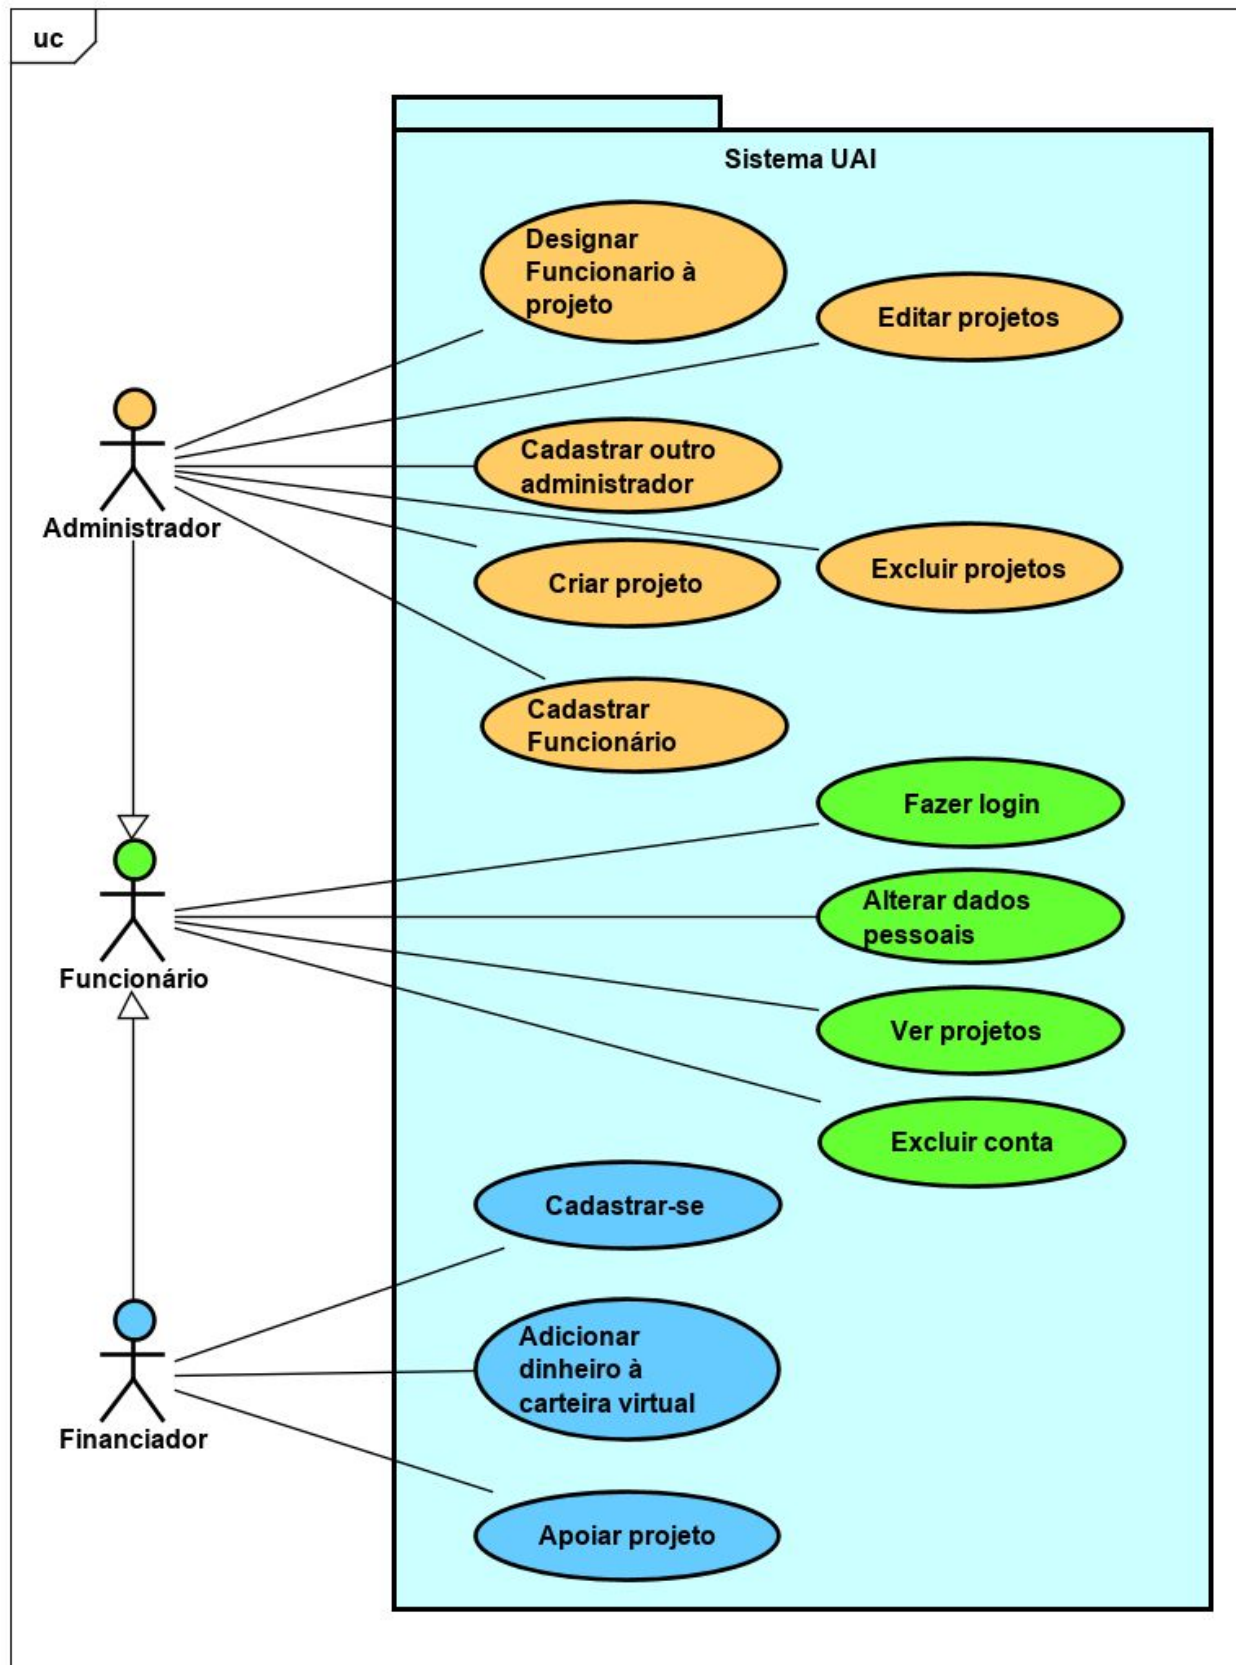 uc
Sistema UAI
Designar
Funcionario à
projeto
Editar projetos
Cadastrar outro
administrador
Administrador
Criar projeto
Excluir projetos
Cadastrar
Funcionário
Fazer login
Alterar dados
pessoais
Funcionário
Ver projetos
Excluir conta
Cadastrar-se
Adicionar
dinheiro à
carteira virtual
Financiador
Apoiar projeto